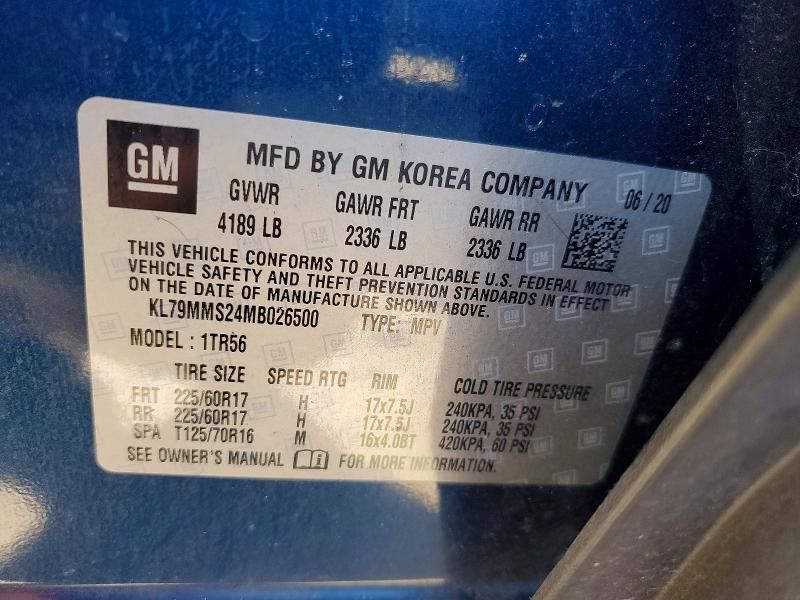 GM
MFD BY GM KOREA COMPANY 06/20
GVWR GAWR FRT GAWR RR
4189 LB 2336 LB 2336 LB
THIS VEHICLE CONFORMS TO ALL APPLICABLE U.S. FEDERAL MOTOR
VEHICLE SAFETY AND THEFT PREVENTION STANDARDS IN EFFECT
ON THE DATE OF MANUFACTURE SHOWN ABOVE.
KL79MMS24MB026500 TYPE: MPV
MODEL : 1TR56
TIRE SIZE SPEED RTG RIM COLD TIRE PRESSURE
FRT 225/60R17 H 17x7.5J 240KPA, 35 PSI
RR 225/60R17 H 17x7.5J 240KPA, 35 PSI
SPA T125/70R16 M 16x4.0BT 420KPA, 60 PSI
SEE OWNER'S MANUAL FOR MORE INFORMATION.